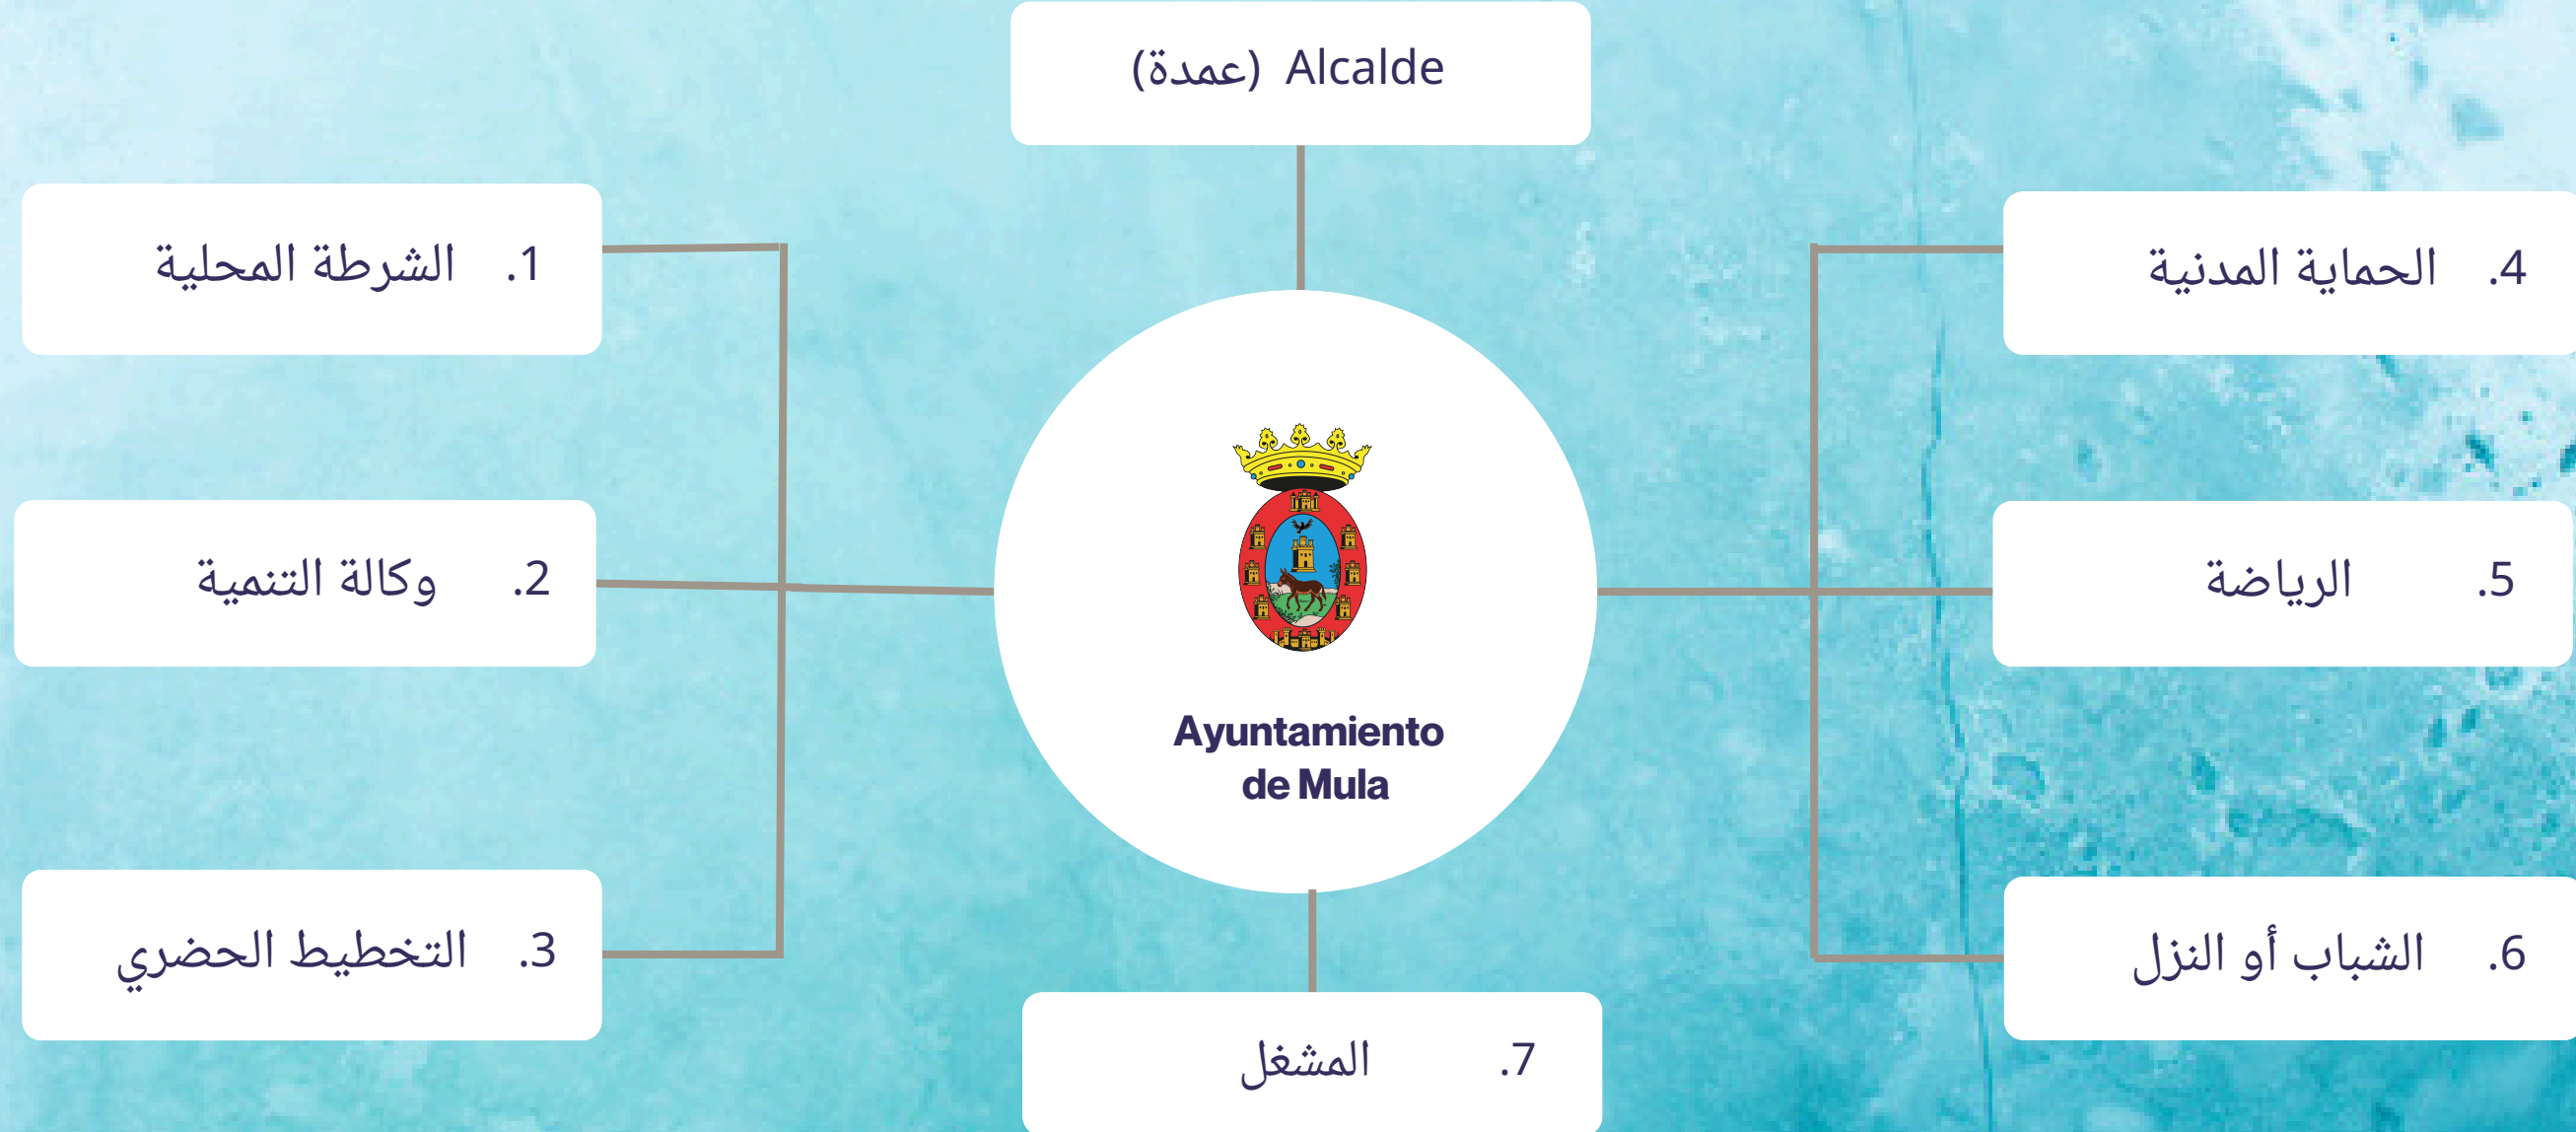 Alcalde (عمدة)
1. الشرطة المحلية
2. وكالة التنمية
3. التخطيط الحضري
Ayuntamiento
de Mula
4. الحماية المدنية
5. الرياضة
6. الشباب أو النزل
7. المشغل